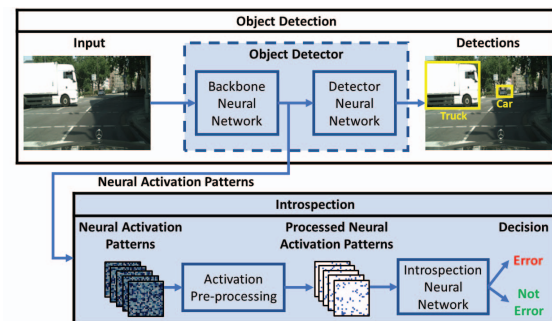 Object Detection
Input
Object Detector
Detections
Backbone
Neural
Network
Detector
Neural
Network
Truck
Car
Neural Activation Patterns
Introspection
Neural Activation
Patterns
Processed Neural
Activation Patterns
Decision
Activation
Pre-processing
Introspection
Neural
Network
Error
Not
Error